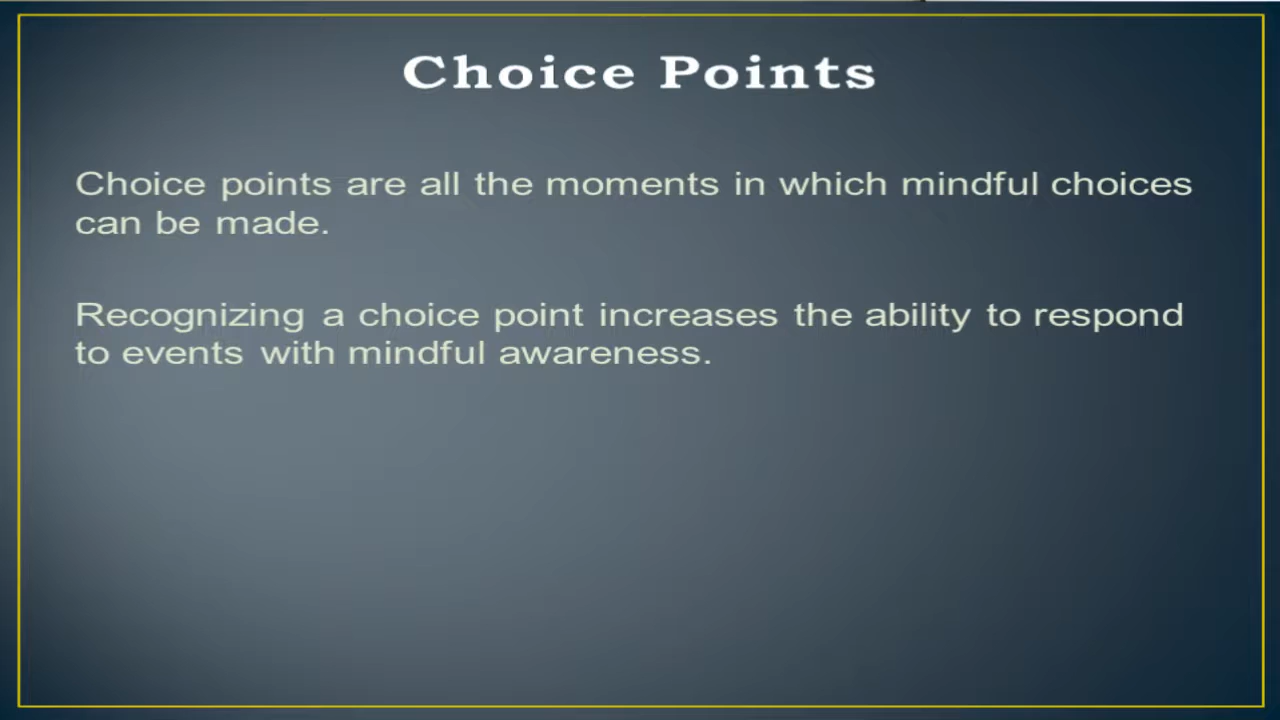 Choice Points
Choice points are all the moments in which mindful choices
can be made.
Recognizing a choice point increases the ability to respond
to events with mindful awareness.